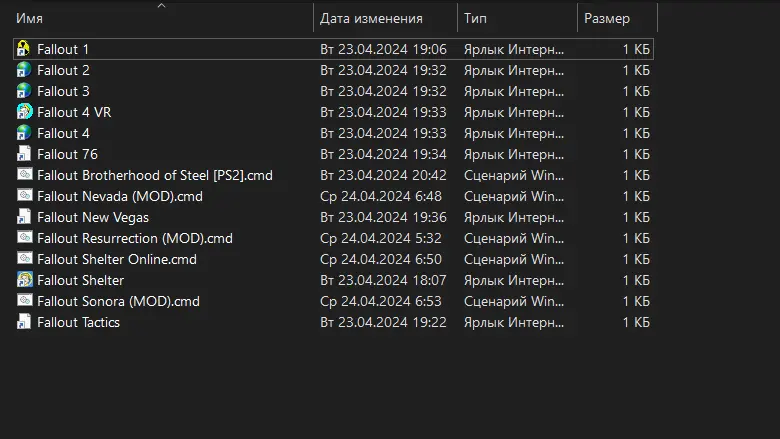 Имя Дата изменения Тип Размер
Fallout 1 Вт 23.04.2024 19:06 Ярлык Интерн... 1 КБ
Fallout 2 Вт 23.04.2024 19:32 Ярлык Интерн... 1 КБ
Fallout 3 Вт 23.04.2024 19:32 Ярлык Интерн... 1 КБ
Fallout 4 VR Вт 23.04.2024 19:33 Ярлык Интерн... 1 КБ
Fallout 4 Вт 23.04.2024 19:33 Ярлык Интерн... 1 КБ
Fallout 76 Вт 23.04.2024 19:34 Ярлык Интерн... 1 КБ
Fallout Brotherhood of Steel [PS2].cmd Вт 23.04.2024 20:42 Сценарий Win... 1 КБ
Fallout Nevada (MOD).cmd Ср 24.04.2024 6:48 Сценарий Win... 1 КБ
Fallout New Vegas Вт 23.04.2024 19:36 Ярлык Интерн... 1 КБ
Fallout Resurrection (MOD).cmd Ср 24.04.2024 5:32 Сценарий Win... 1 КБ
Fallout Shelter Online.cmd Ср 24.04.2024 6:50 Сценарий Win... 1 КБ
Fallout Shelter Вт 23.04.2024 18:07 Ярлык Интерн... 1 КБ
Fallout Sonora (MOD).cmd Ср 24.04.2024 6:53 Сценарий Win... 1 КБ
Fallout Tactics Вт 23.04.2024 19:22 Ярлык Интерн... 1 КБ